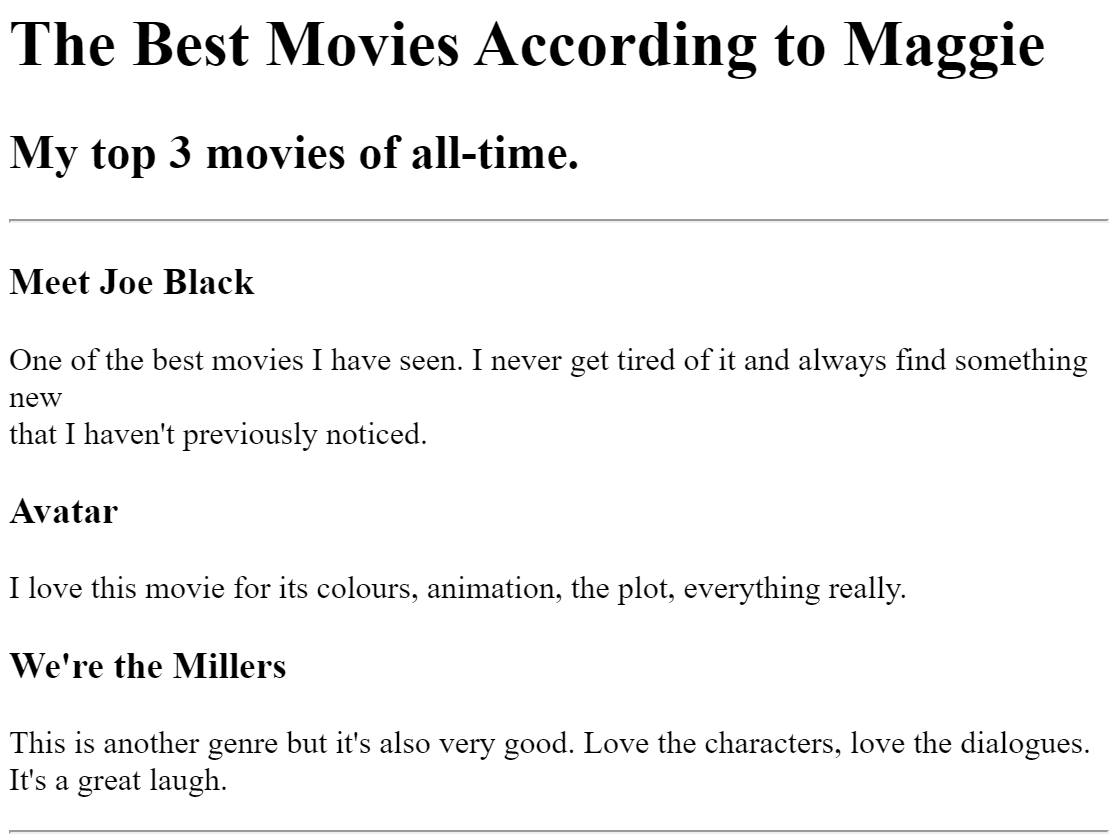 The Best Movies According to Maggie
My top 3 movies of all-time.
Meet Joe Black
One of the best movies I have seen. I never get tired of it and always find something
new
that I haven't previously noticed.
Avatar
I love this movie for its colours, animation, the plot, everything really.
We're the Millers
This is another genre but it's also very good. Love the characters, love the dialogues.
It's a great laugh.